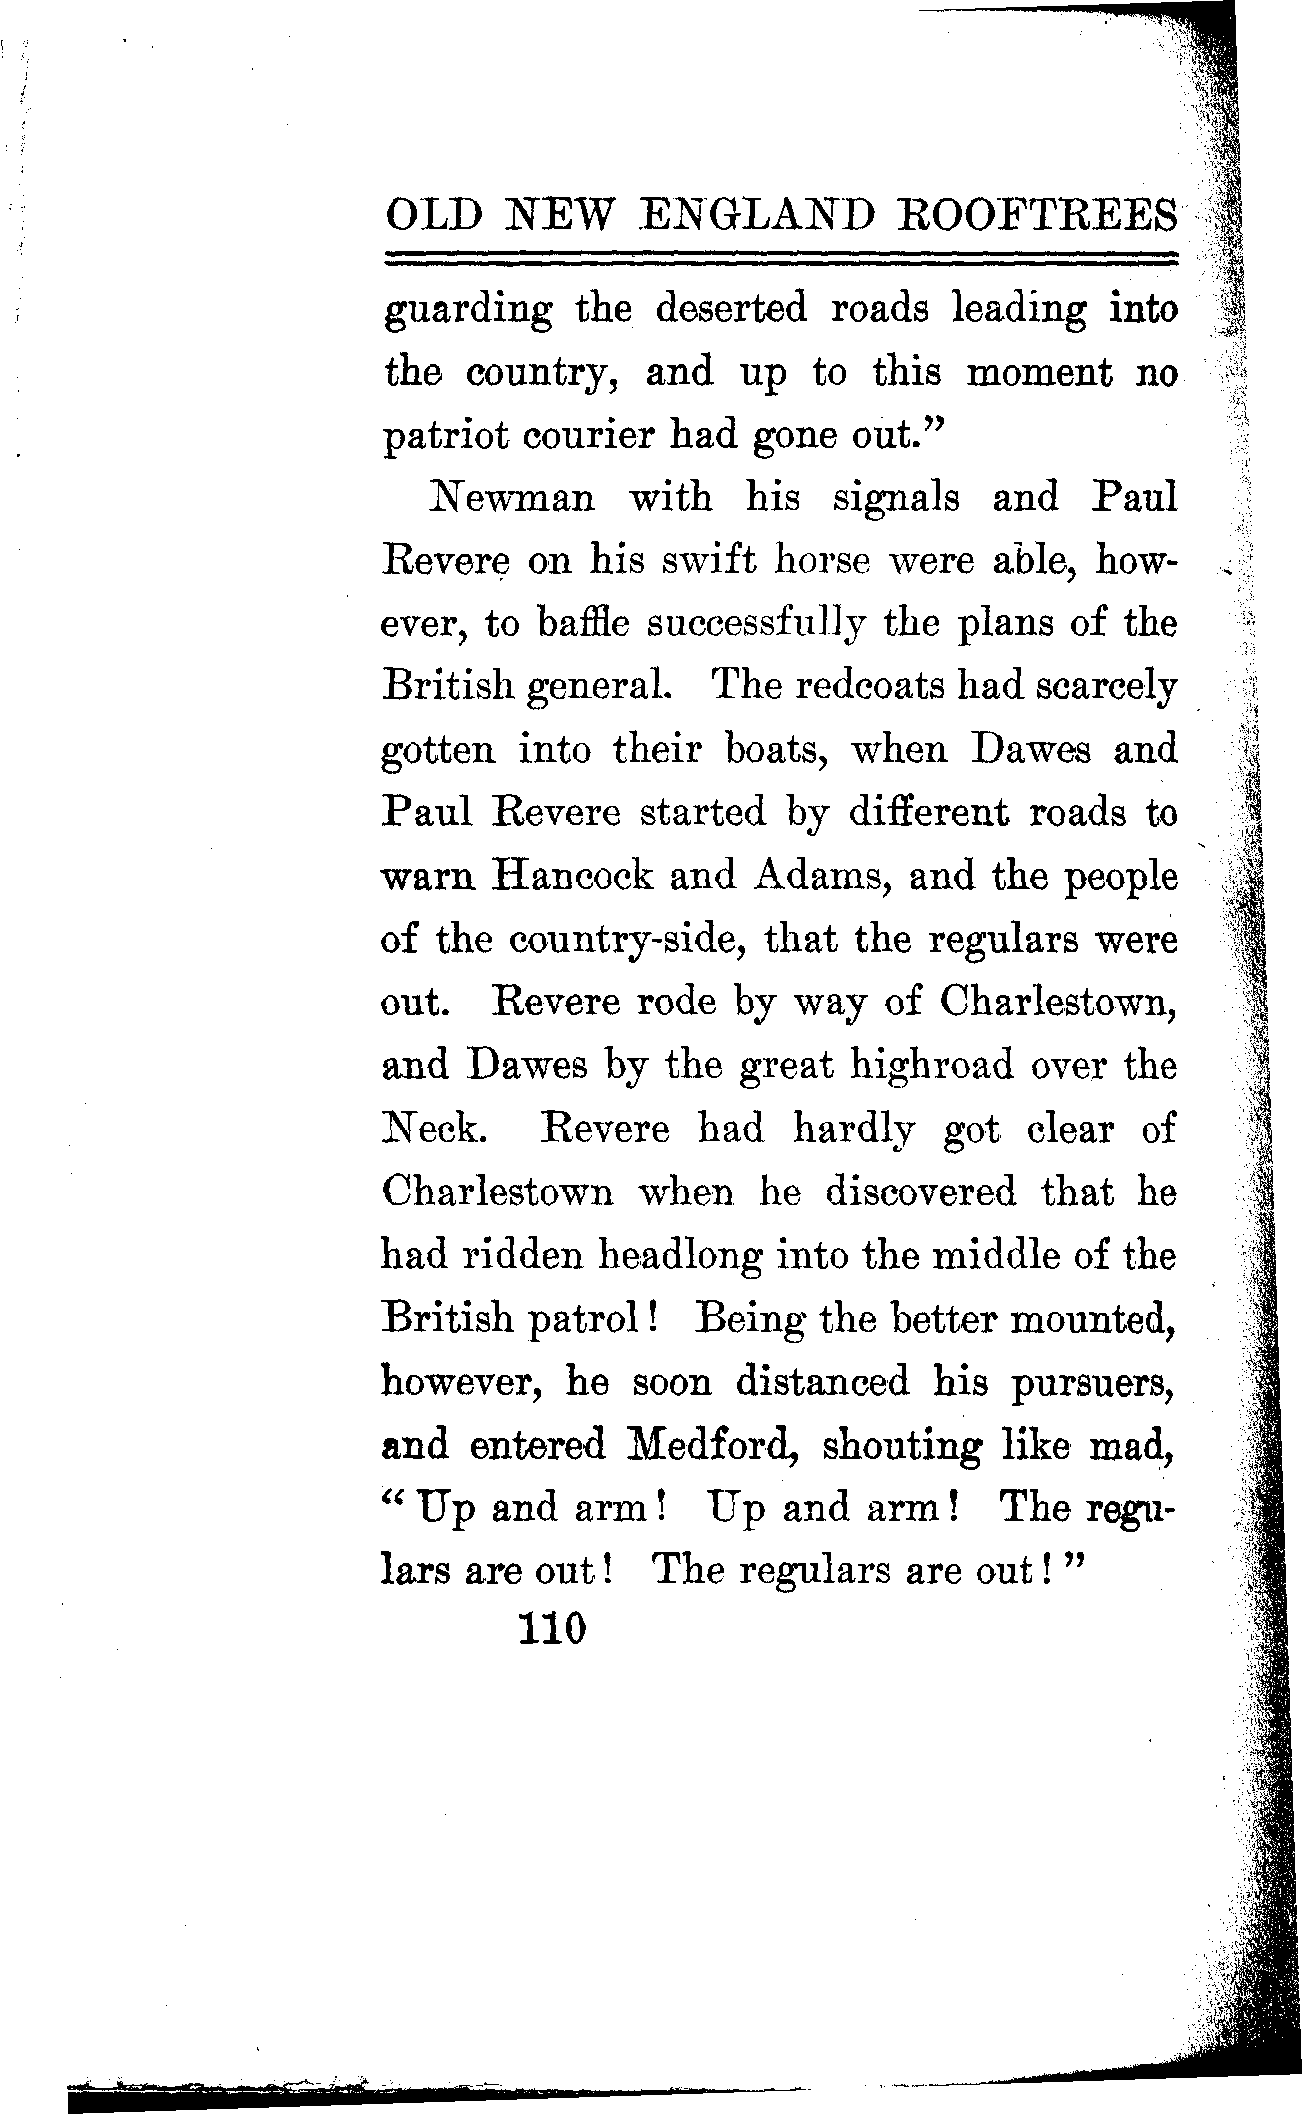 OLD NEW ENGLAND ROOFTREES
guarding the deserted roads leading into
the country, and up to this moment no
patriot courier had gone out.”
Newman with his signals and Paul
Revere on his swift horse were able, how-
ever, to baffle successfully the plans of the
British general. The redcoats had scarcely
gotten into their boats, when Dawes and
Paul Revere started by different roads to
warn Hancock and Adams, and the people
of the country-side, that the regulars were
out. Revere rode by way of Charlestown,
and Dawes by the great highroad over the
Neck. Revere had hardly got clear of
Charlestown when he discovered that he
had ridden headlong into the middle of the
British patrol! Being the better mounted,
however, he soon distanced his pursuers,
and entered Medford, shouting like mad,
“Up and arm! Up and arm! The regu-
lars are out! The regulars are out!”
110